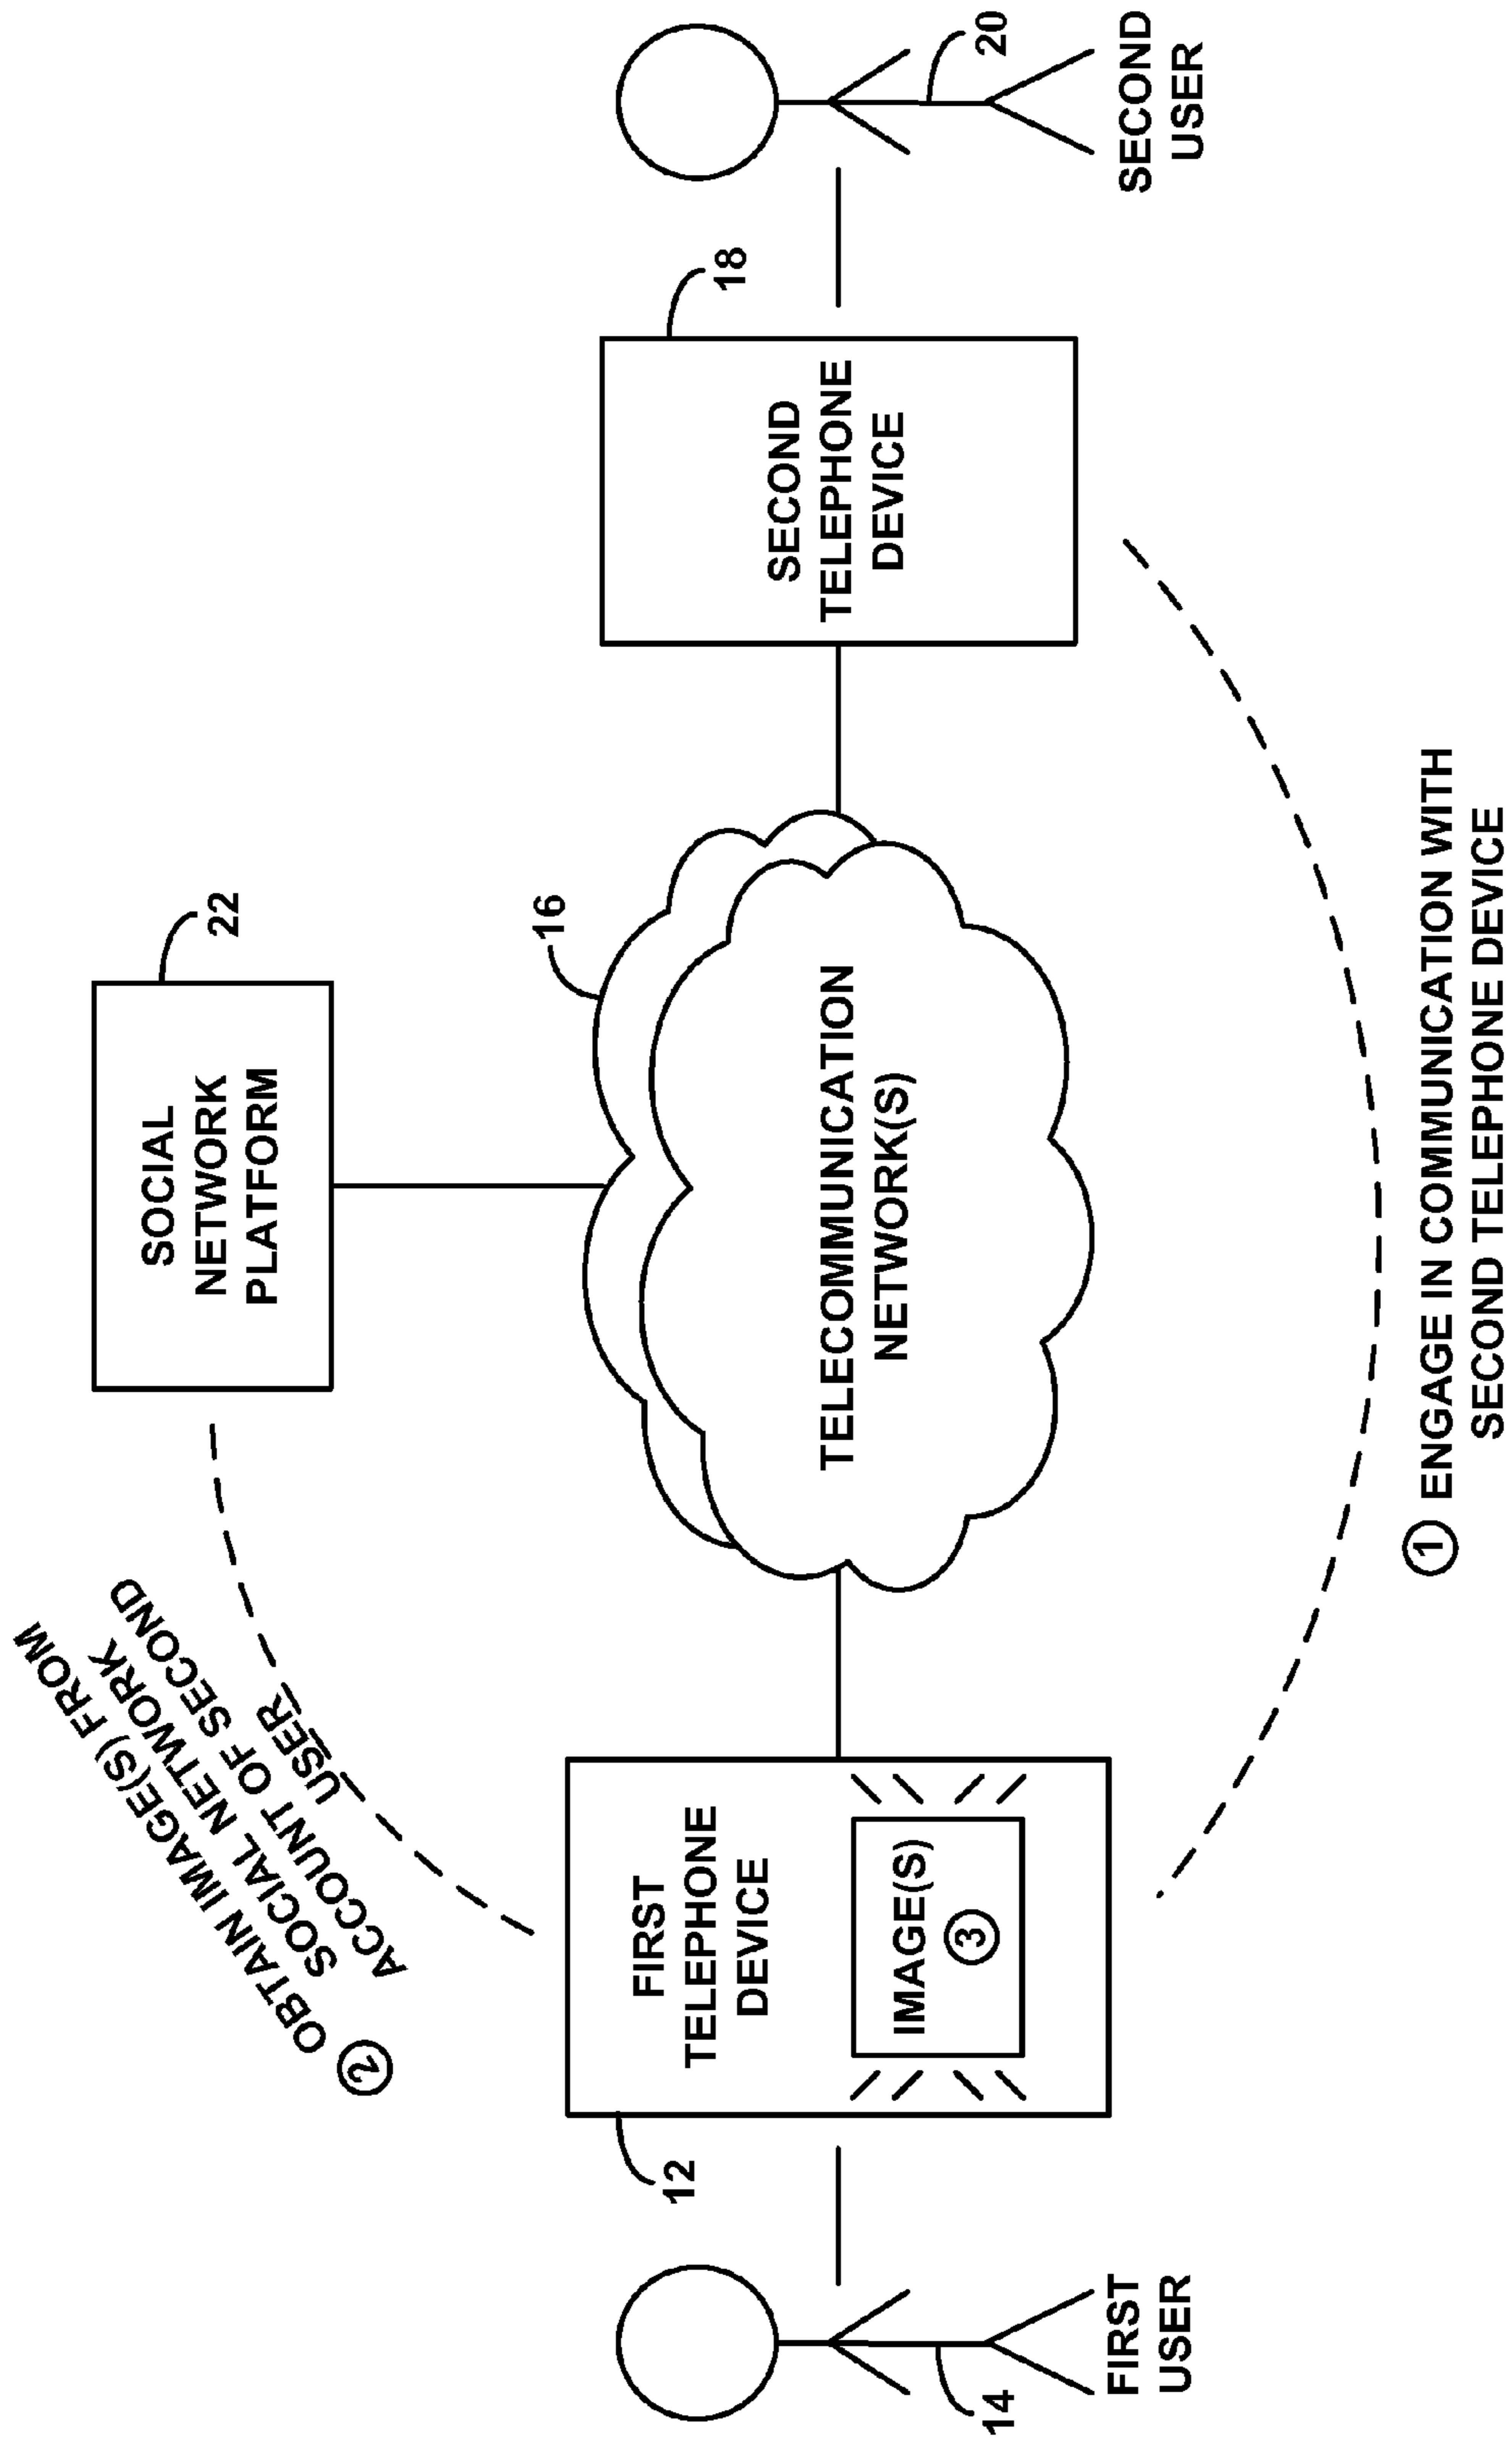 SOCIAL
NETWORK
PLATFORM
22
② OBTAIN IMAGE(S) FROM
SOCIAL NETWORK
ACCOUNT OF SECOND
USER
16
TELECOMMUNICATION
NETWORK(S)
12
FIRST
TELEPHONE
DEVICE
IMAGE(S)
③
18
SECOND
TELEPHONE
DEVICE
14
FIRST
USER
20
SECOND
USER
① ENGAGE IN COMMUNICATION WITH
SECOND TELEPHONE DEVICE